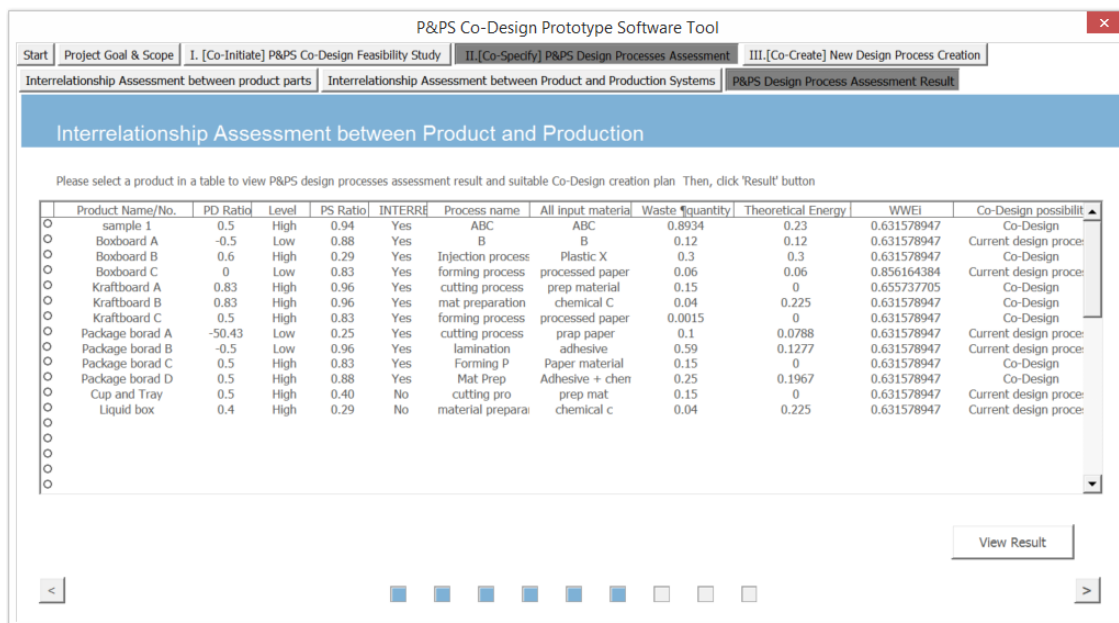 P&PS Co-Design Prototype Software Tool
Start Project Goal & Scope I. [Co-Initiate] P&PS Co-Design Feasibility Study II.[Co-Specify] P&PS Design Processes Assessment III.[Co-Create] New Design Process Creation
Interrelationship Assessment between product parts Interrelationship Assessment between Product and Production Systems P&PS Design Process Assessment Result
Interrelationship Assessment between Product and Production
Please select a product in a table to view P&PS design processes assessment result and suitable Co-Design creation plan Then, click 'Result' button
Product Name/No. PD Ratio Level PS Ratio INTERRE Process name All input materia Waste ¶quantity Theoretical Energy WWEi Co-Design possibilit
sample 1 0.5 High 0.94 Yes ABC ABC 0.8934 0.23 0.631578947 Co-Design
Boxboard A -0.5 Low 0.88 Yes B B 0.12 0.12 0.631578947 Current design proce
Boxboard B 0.6 High 0.29 Yes Injection process Plastic X 0.3 0.3 0.631578947 Co-Design
Boxboard C 0 Low 0.83 Yes forming process processed paper 0.06 0.06 0.856164384 Current design proce
Kraftboard A 0.83 High 0.96 Yes cutting process prep material 0.15 0 0.655737705 Co-Design
Kraftboard B 0.83 High 0.96 Yes mat preparation chemical C 0.04 0.225 0.631578947 Co-Design
Kraftboard C 0.5 High 0.83 Yes forming process processed paper 0.0015 0 0.631578947 Co-Design
Package borad A -50.43 Low 0.25 Yes cutting process prap paper 0.1 0.0788 0.631578947 Current design proce
Package borad B -0.5 Low 0.96 Yes lamination adhesive 0.59 0.1277 0.631578947 Current design proce
Package borad C 0.5 High 0.83 Yes Forming P Paper material 0.15 0 0.631578947 Co-Design
Package borad D 0.5 High 0.88 Yes Mat Prep Adhesive + chen 0.25 0.1967 0.631578947 Co-Design
Cup and Tray 0.5 High 0.40 No cutting pro prep mat 0.15 0 0.631578947 Current design proce
Liquid box 0.4 High 0.29 No material prepara chemical c 0.04 0.225 0.631578947 Current design proce
View Result
< >